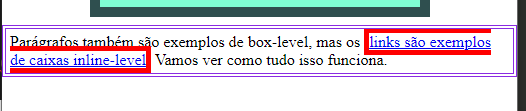 Parágrafos também são exemplos de box-level, mas os links são exemplos
de caixas inline-level. Vamos ver como tudo isso funciona.